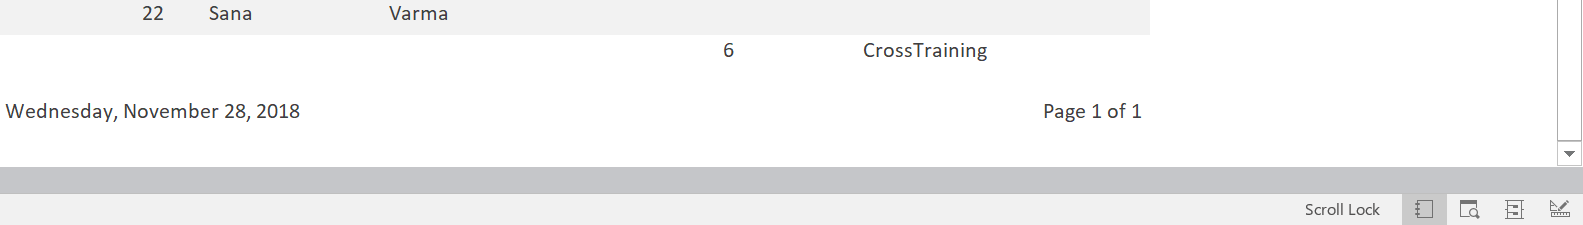 22 Sana Varma
6 CrossTraining
Wednesday, November 28, 2018 Page 1 of 1
Scroll Lock